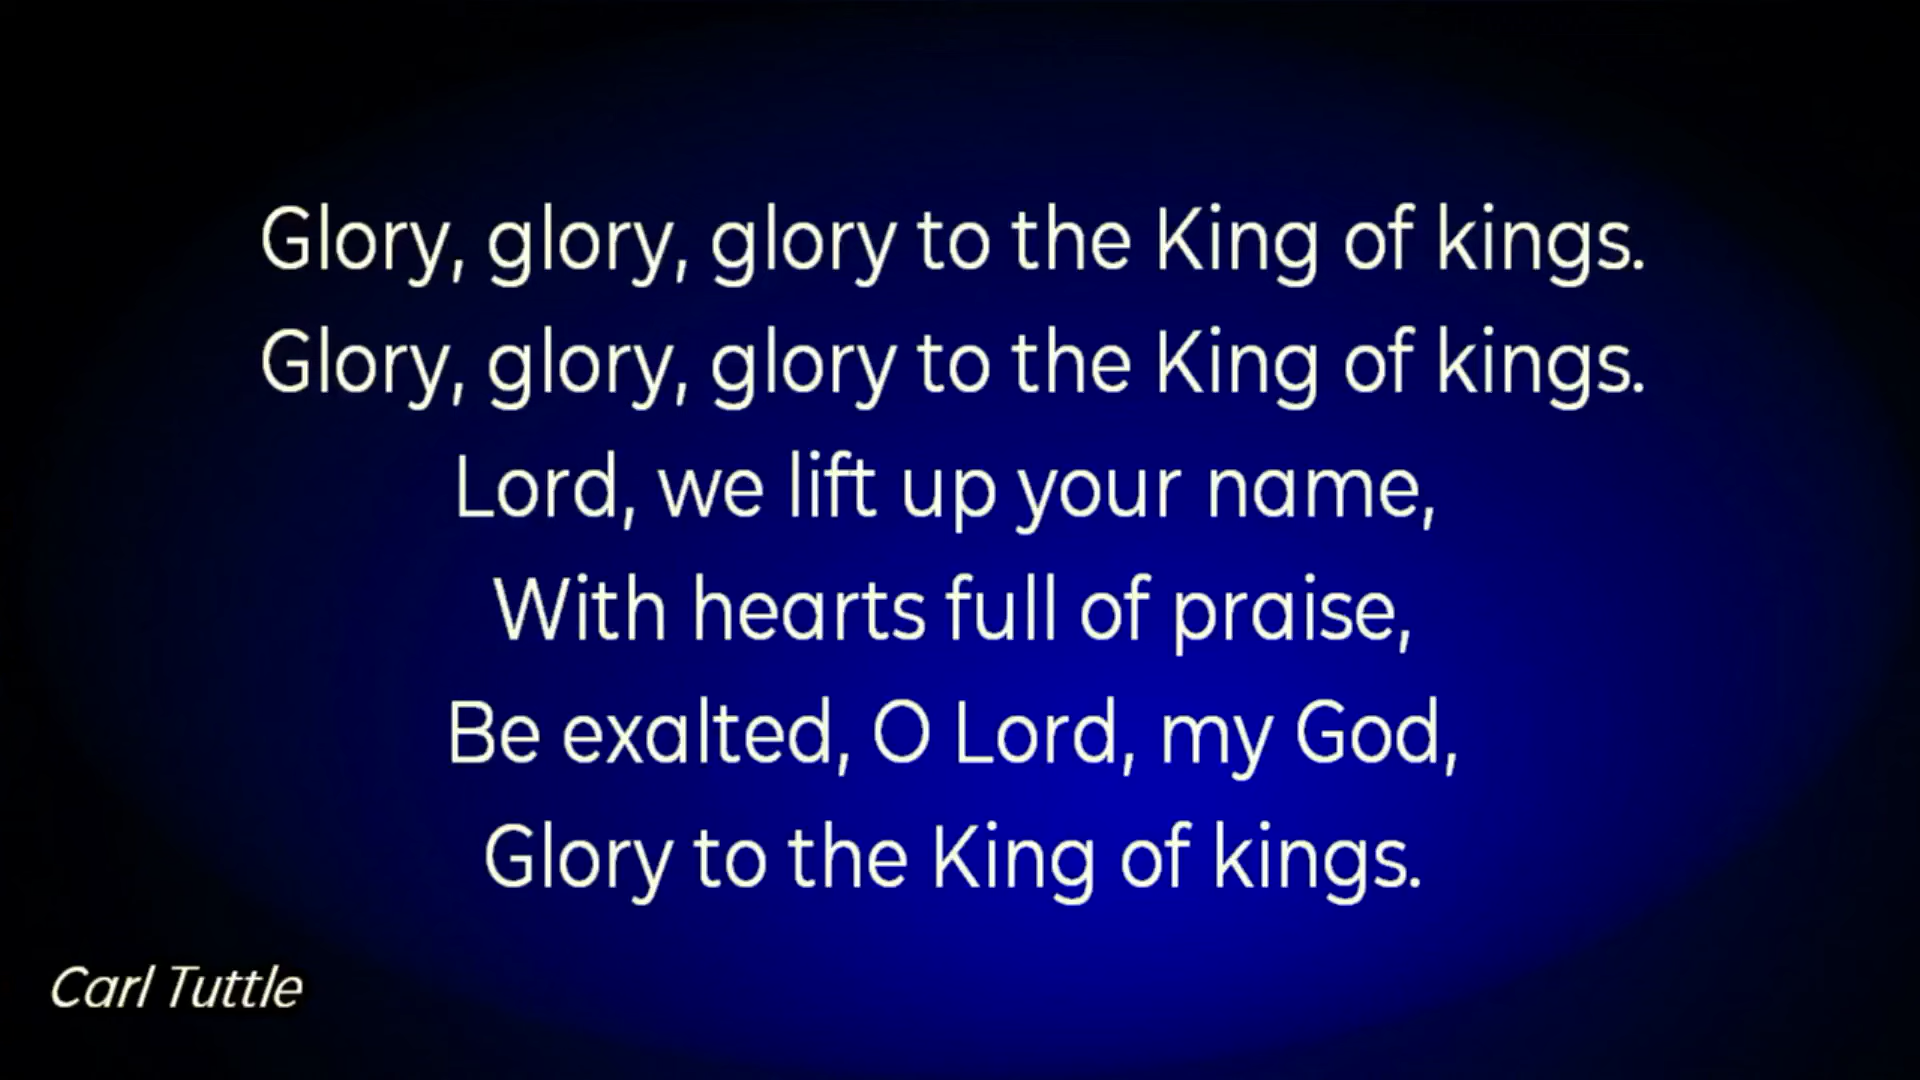 Glory, glory, glory to the King of kings.
Glory, glory, glory to the King of kings.
Lord, we lift up your name,
With hearts full of praise,
Be exalted, O Lord, my God,
Glory to the King of kings.
Carl Tuttle